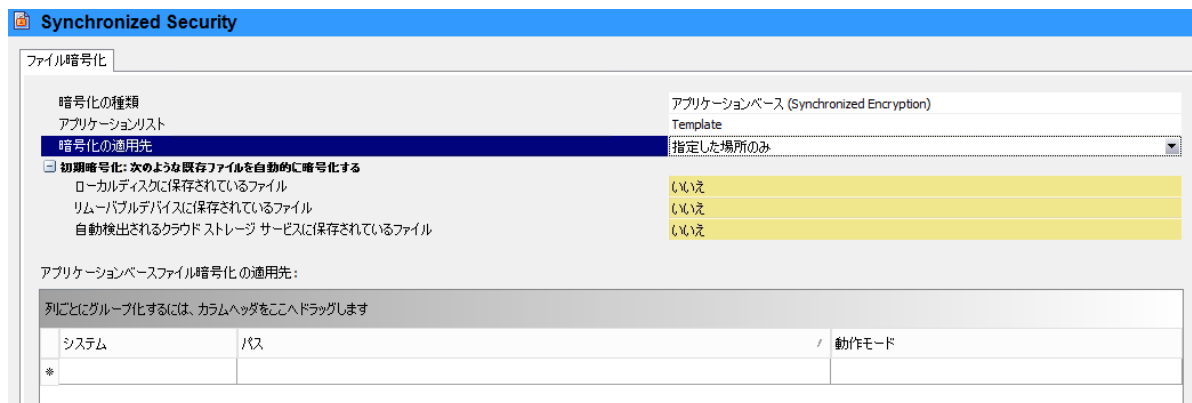 Synchronized Security
ファイル暗号化
暗号化の種類 アプリケーションベース (Synchronized Encryption)
アプリケーションリスト Template
暗号化の適用先 指定した場所のみ
初期暗号化: 次のような既存ファイルを自動的に暗号化する
ローカルディスクに保存されているファイル いいえ
リムーバブルデバイスに保存されているファイル いいえ
自動検出されるクラウド ストレージ サービスに保存されているファイル いいえ
アプリケーションベースファイル暗号化の適用先:
列ごとにグループ化するには、カラムヘッダをここへドラッグします
システム パス 動作モード